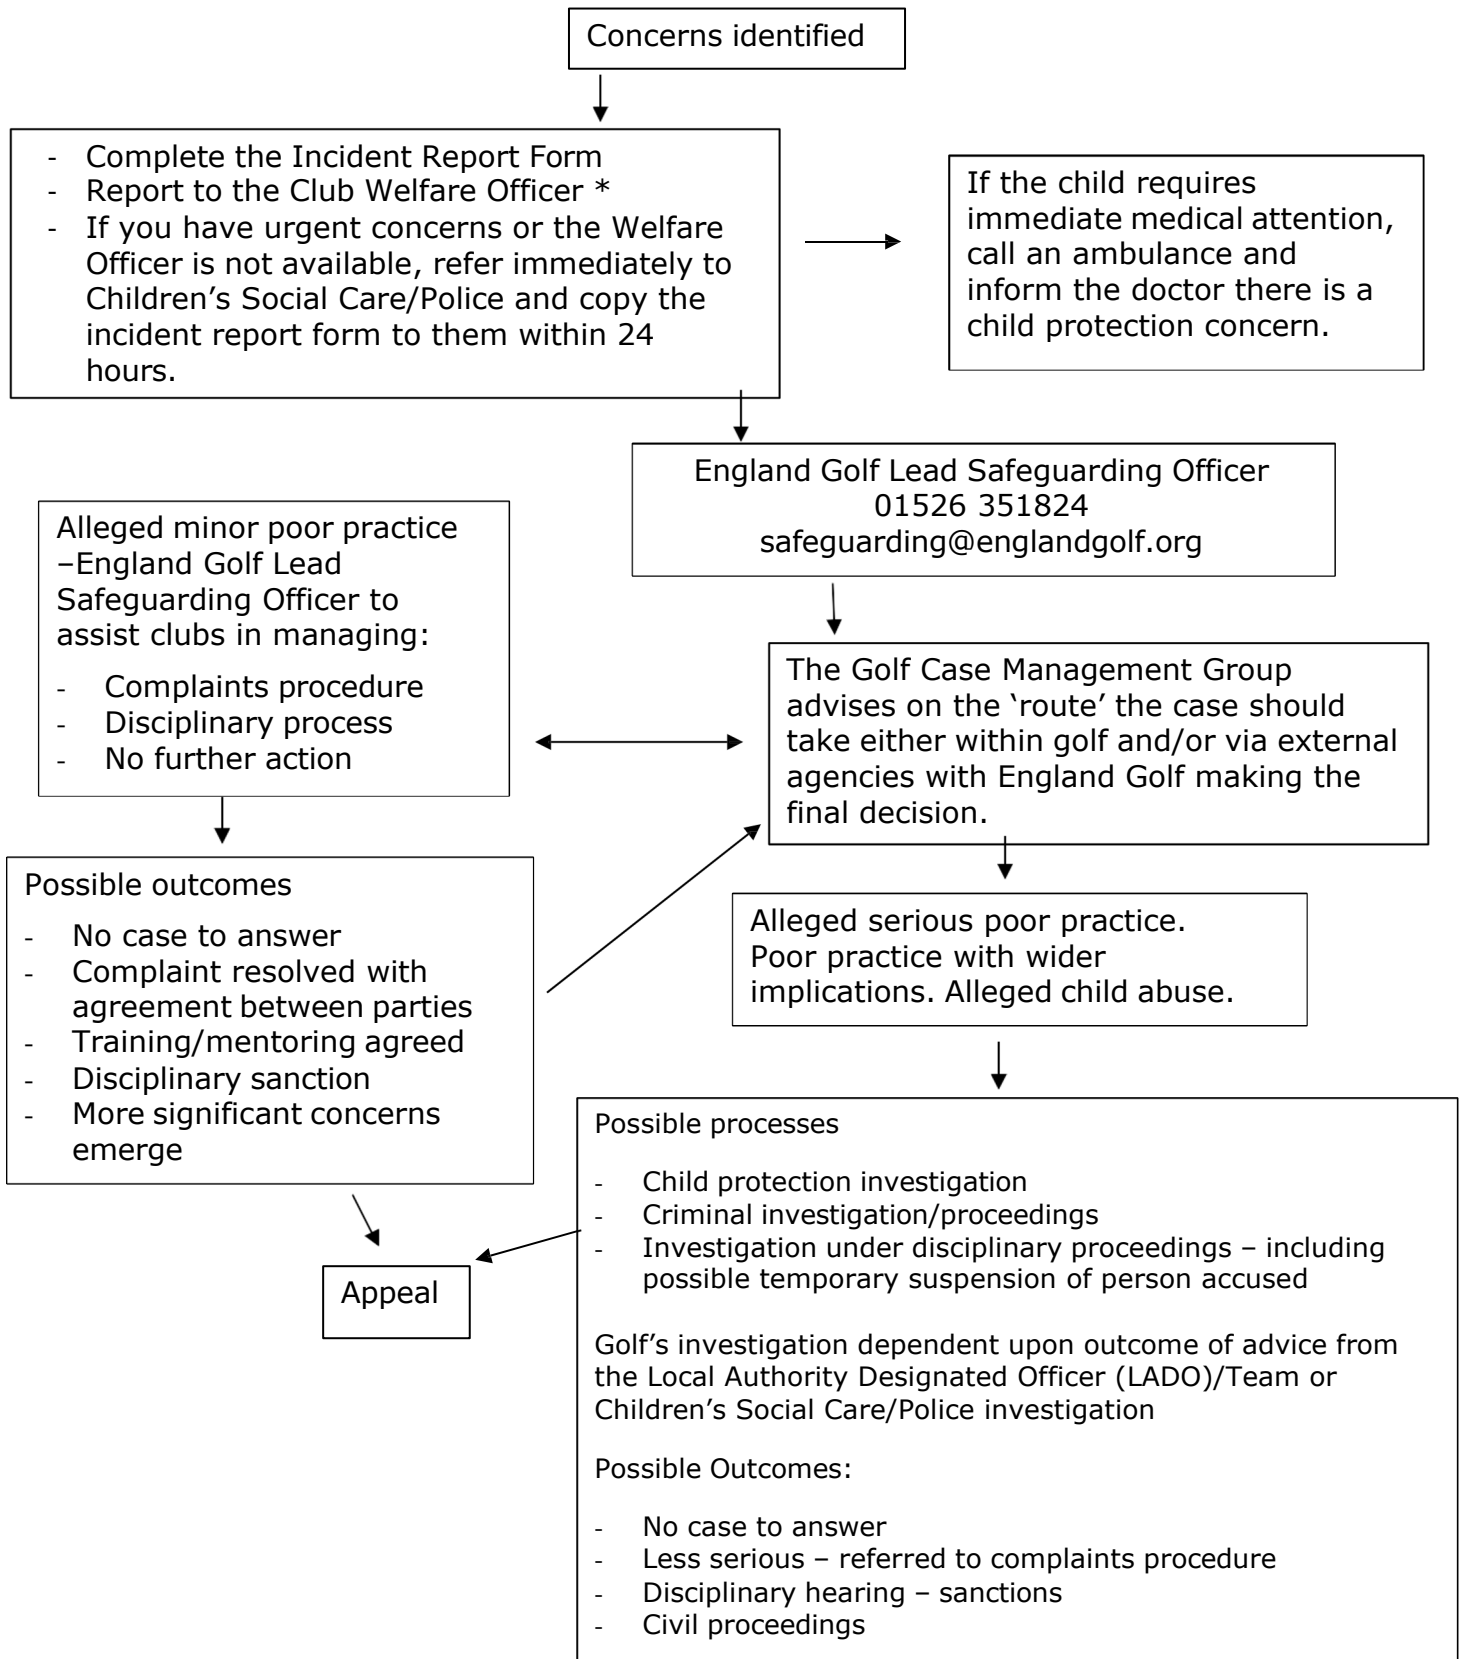 Concerns identified
- Complete the Incident Report Form
- Report to the Club Welfare Officer *
- If you have urgent concerns or the Welfare
Officer is not available, refer immediately to
Children’s Social Care/Police and copy the
incident report form to them within 24
hours.
If the child requires
immediate medical attention,
call an ambulance and
inform the doctor there is a
child protection concern.
England Golf Lead Safeguarding Officer
01526 351824
safeguarding@englandgolf.org
Alleged minor poor practice
–England Golf Lead
Safeguarding Officer to
assist clubs in managing:
- Complaints procedure
- Disciplinary process
- No further action
The Golf Case Management Group
advises on the ‘route’ the case should
take either within golf and/or via external
agencies with England Golf making the
final decision.
Possible outcomes
- No case to answer
- Complaint resolved with
agreement between parties
- Training/mentoring agreed
- Disciplinary sanction
- More significant concerns
emerge
Alleged serious poor practice.
Poor practice with wider
implications. Alleged child abuse.
Possible processes
- Child protection investigation
- Criminal investigation/proceedings
- Investigation under disciplinary proceedings – including
possible temporary suspension of person accused
Golf’s investigation dependent upon outcome of advice from
the Local Authority Designated Officer (LADO)/Team or
Children’s Social Care/Police investigation
Possible Outcomes:
- No case to answer
- Less serious – referred to complaints procedure
- Disciplinary hearing – sanctions
- Civil proceedings
Appeal